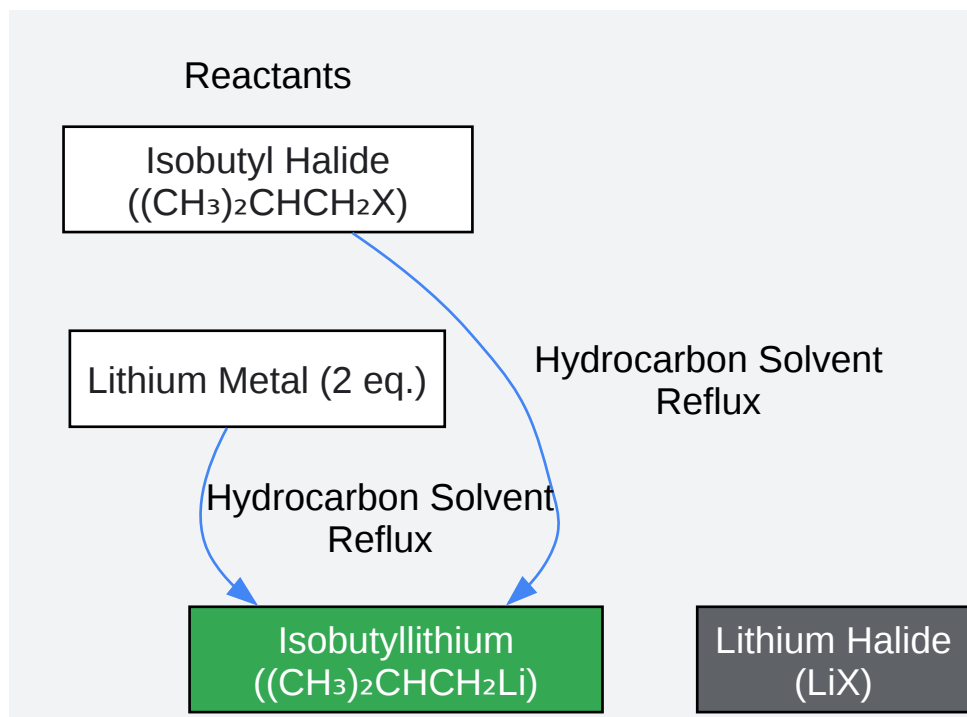 Reactants
Isobutyl Halide
((CH₃)₂CHCH₂X)
Lithium Metal (2 eq.)
Hydrocarbon Solvent
Reflux
Hydrocarbon Solvent
Reflux
Isobutyllithium
((CH₃)₂CHCH₂Li)
Lithium Halide
(LiX)